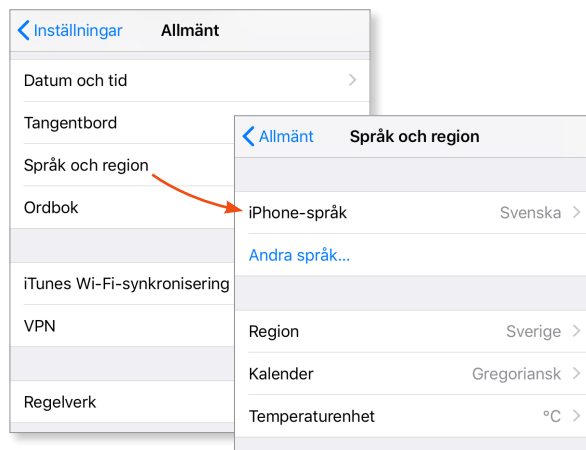 Inställningar Allmänt
Datum och tid
Tangentbord
Språk och region
Ordbok
iTunes Wi-Fi-synkronisering
VPN
Regelverk
Allmänt Språk och region
iPhone-språk Svenska
Andra språk...
Region Sverige
Kalender Gregoriansk
Temperaturenhet °C